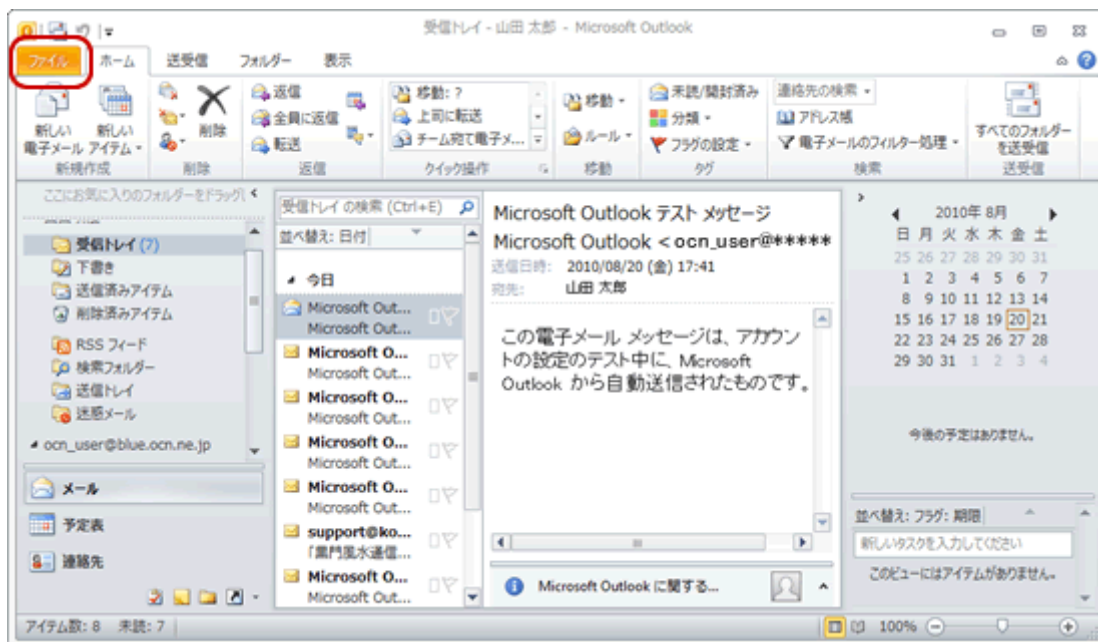 受信トレイ - 山田 太郎 - Microsoft Outlook
ファイル ホーム 送受信 フォルダー 表示
新しい 電子メール
新しい アイテム
削除
返信
全員に返信
転送
移動: ?
上司に転送
チーム宛て電子メ...
移動
ルール
未読/開封済み
分類
フラグの設定
連絡先の検索
アドレス帳
電子メールのフィルター処理
すべてのフォルダーを送受信
新規作成 削除 返信 クイック操作 移動 タグ 検索 送受信
ここにお気に入りのフォルダーをドラッグ
受信トレイ (7)
下書き
送信済みアイテム
削除済みアイテム
RSS フィード
検索フォルダー
送信トレイ
迷惑メール
ocn_user@blue.ocn.ne.jp
メール
予定表
連絡先
受信トレイ の検索 (Ctrl+E)
並べ替え: 日付
今日
Microsoft Out...
Microsoft Out...
Microsoft O...
Microsoft Out...
Microsoft O...
Microsoft Out...
Microsoft O...
Microsoft Out...
Microsoft O...
Microsoft Out...
support@ko...
「黒門風水通信...
Microsoft O...
Microsoft Out...
Microsoft Outlook テスト メッセージ
Microsoft Outlook <ocn_user@*****
送信日時: 2010/08/20 (金) 17:41
宛先: 山田 太郎
この電子メール メッセージは、アカウン
トの設定のテスト中に、Microsoft
Outlook から自動送信されたものです。
Microsoft Outlook に関する...
2010年 8月
日 月 火 水 木 金 土
25 26 27 28 29 30 31
1 2 3 4 5 6 7
8 9 10 11 12 13 14
15 16 17 18 19 20 21
22 23 24 25 26 27 28
29 30 31 1 2 3 4
今後の予定はありません。
並べ替え: フラグ: 期限
新しいタスクを入力してください
このビューにはアイテムがありません。
アイテム数: 8 未読: 7
100%